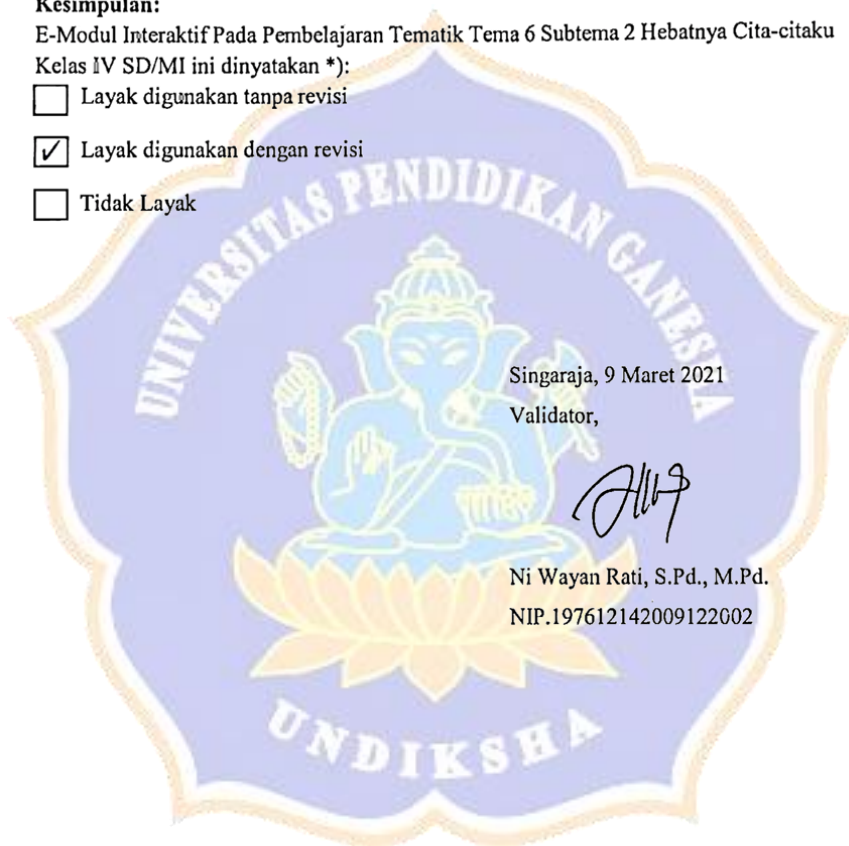 Kesimpulan:
E-Modul Interaktif Pada Pembelajaran Tematik Tema 6 Subtema 2 Hebatnya Cita-citaku
Kelas IV SD/MI ini dinyatakan *):
Layak digunakan tanpa revisi
✓ Layak digunakan dengan revisi
Tidak Layak
UNIVERSITAS PENDIDIKAN GANESHA
Singaraja, 9 Maret 2021
Validator,
Ni Wayan Rati, S.Pd., M.Pd.
NIP.197612142009122002
UNDIKSHA